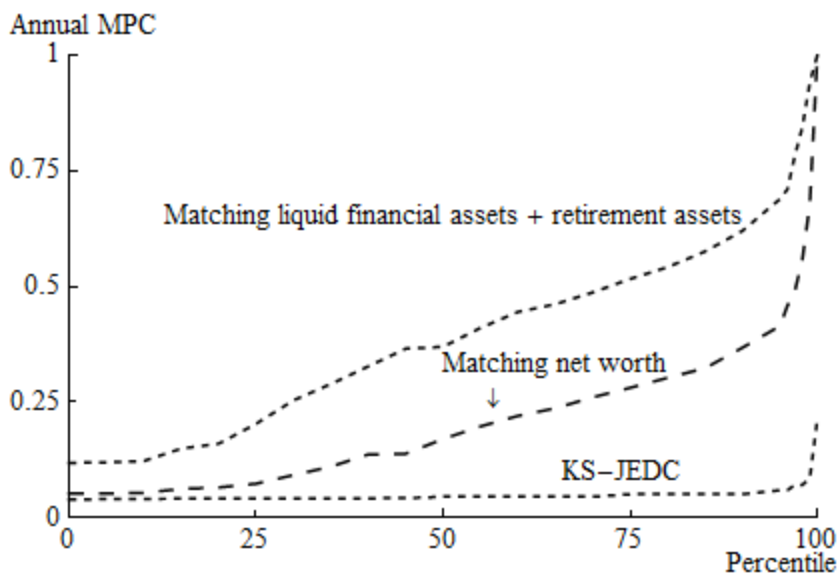 Annual MPC
1
0.75
Matching liquid financial assets + retirement assets
0.5
Matching net worth
↓
0.25
KS–JEDC
0
0 25 50 75 100
Percentile